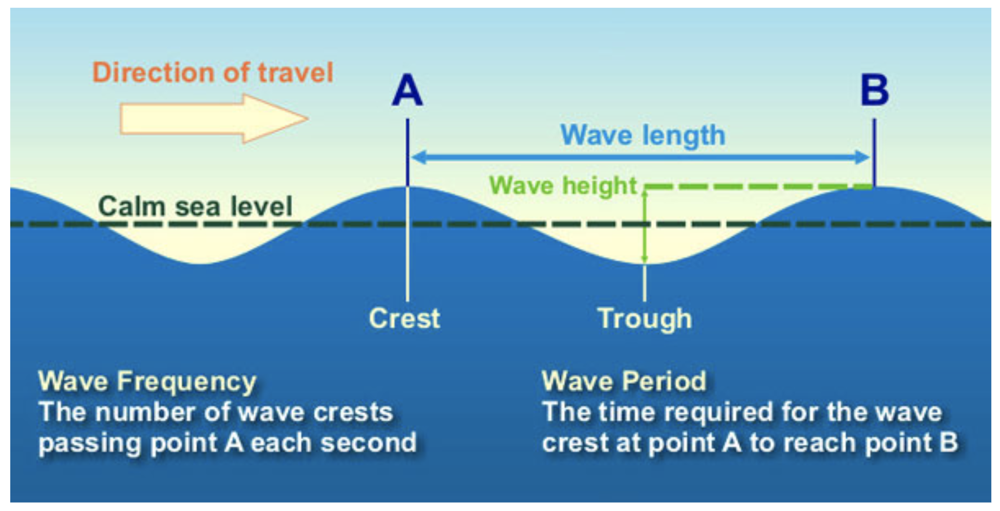 Direction of travel
A
B
Wave length
Wave height
Calm sea level
Crest
Trough
Wave Frequency
The number of wave crests
passing point A each second
Wave Period
The time required for the wave
crest at point A to reach point B